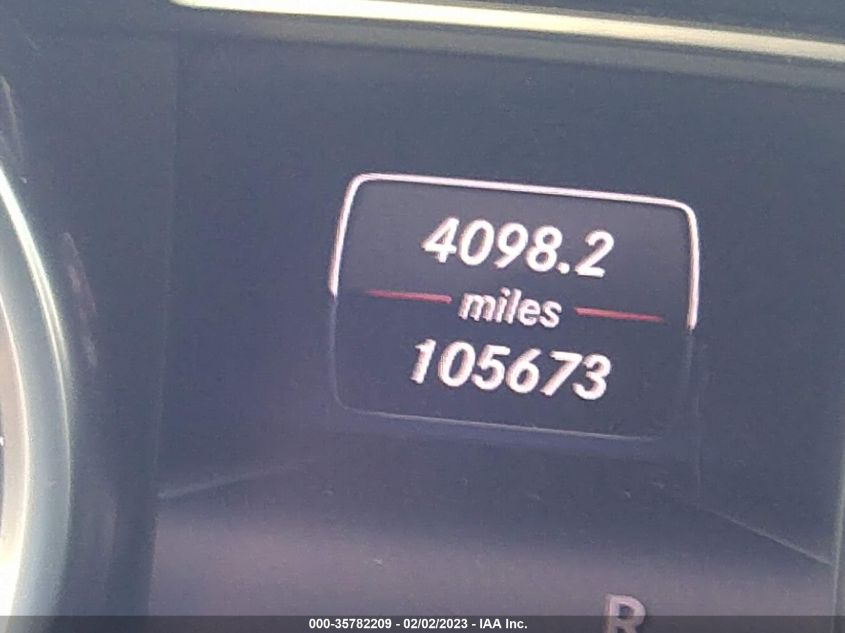 4098.2
miles
105673
R
000-35782209 - 02/02/2023 - IAA Inc.